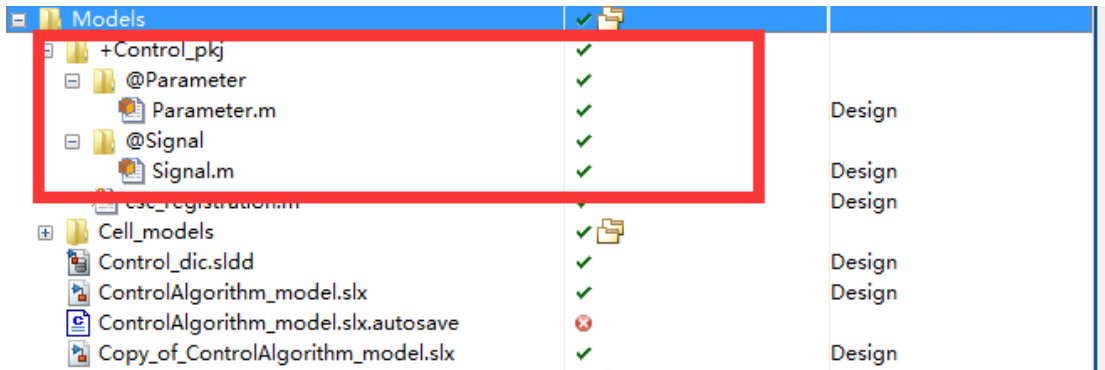 Models
+Control_pkj
@Parameter
Parameter.m Design
@Signal
Signal.m Design
csc_registration.m Design
Cell_models
Control_dic.sldd Design
ControlAlgorithm_model.slx Design
ControlAlgorithm_model.slx.autosave
Copy_of_ControlAlgorithm_model.slx Design